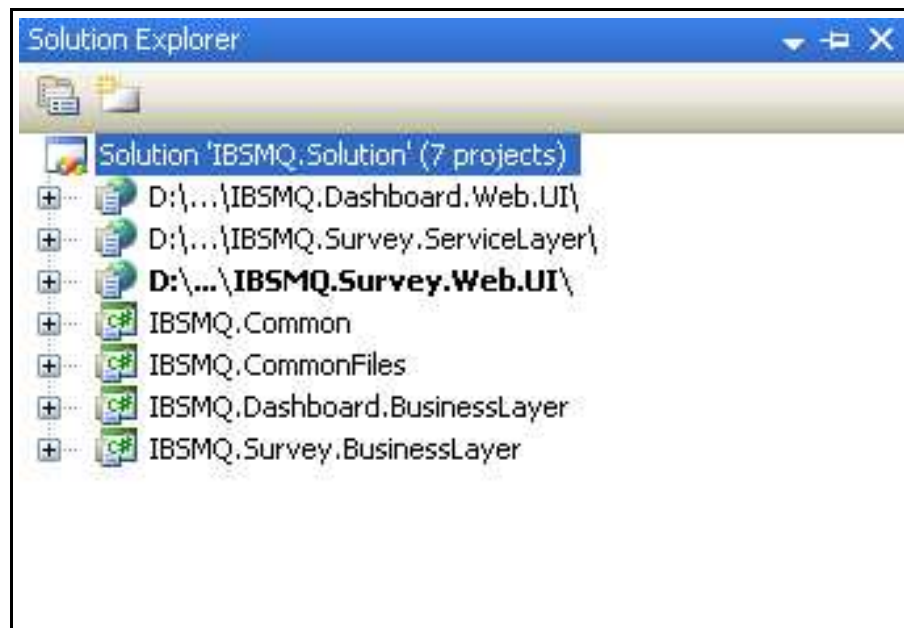 Solution Explorer
Solution 'IBSMQ.Solution' (7 projects)
D:\...\IBSMQ.Dashboard.Web.UI\
D:\...\IBSMQ.Survey.ServiceLayer\
D:\...\IBSMQ.Survey.Web.UI\
IBSMQ.Common
IBSMQ.CommonFiles
IBSMQ.Dashboard.BusinessLayer
IBSMQ.Survey.BusinessLayer